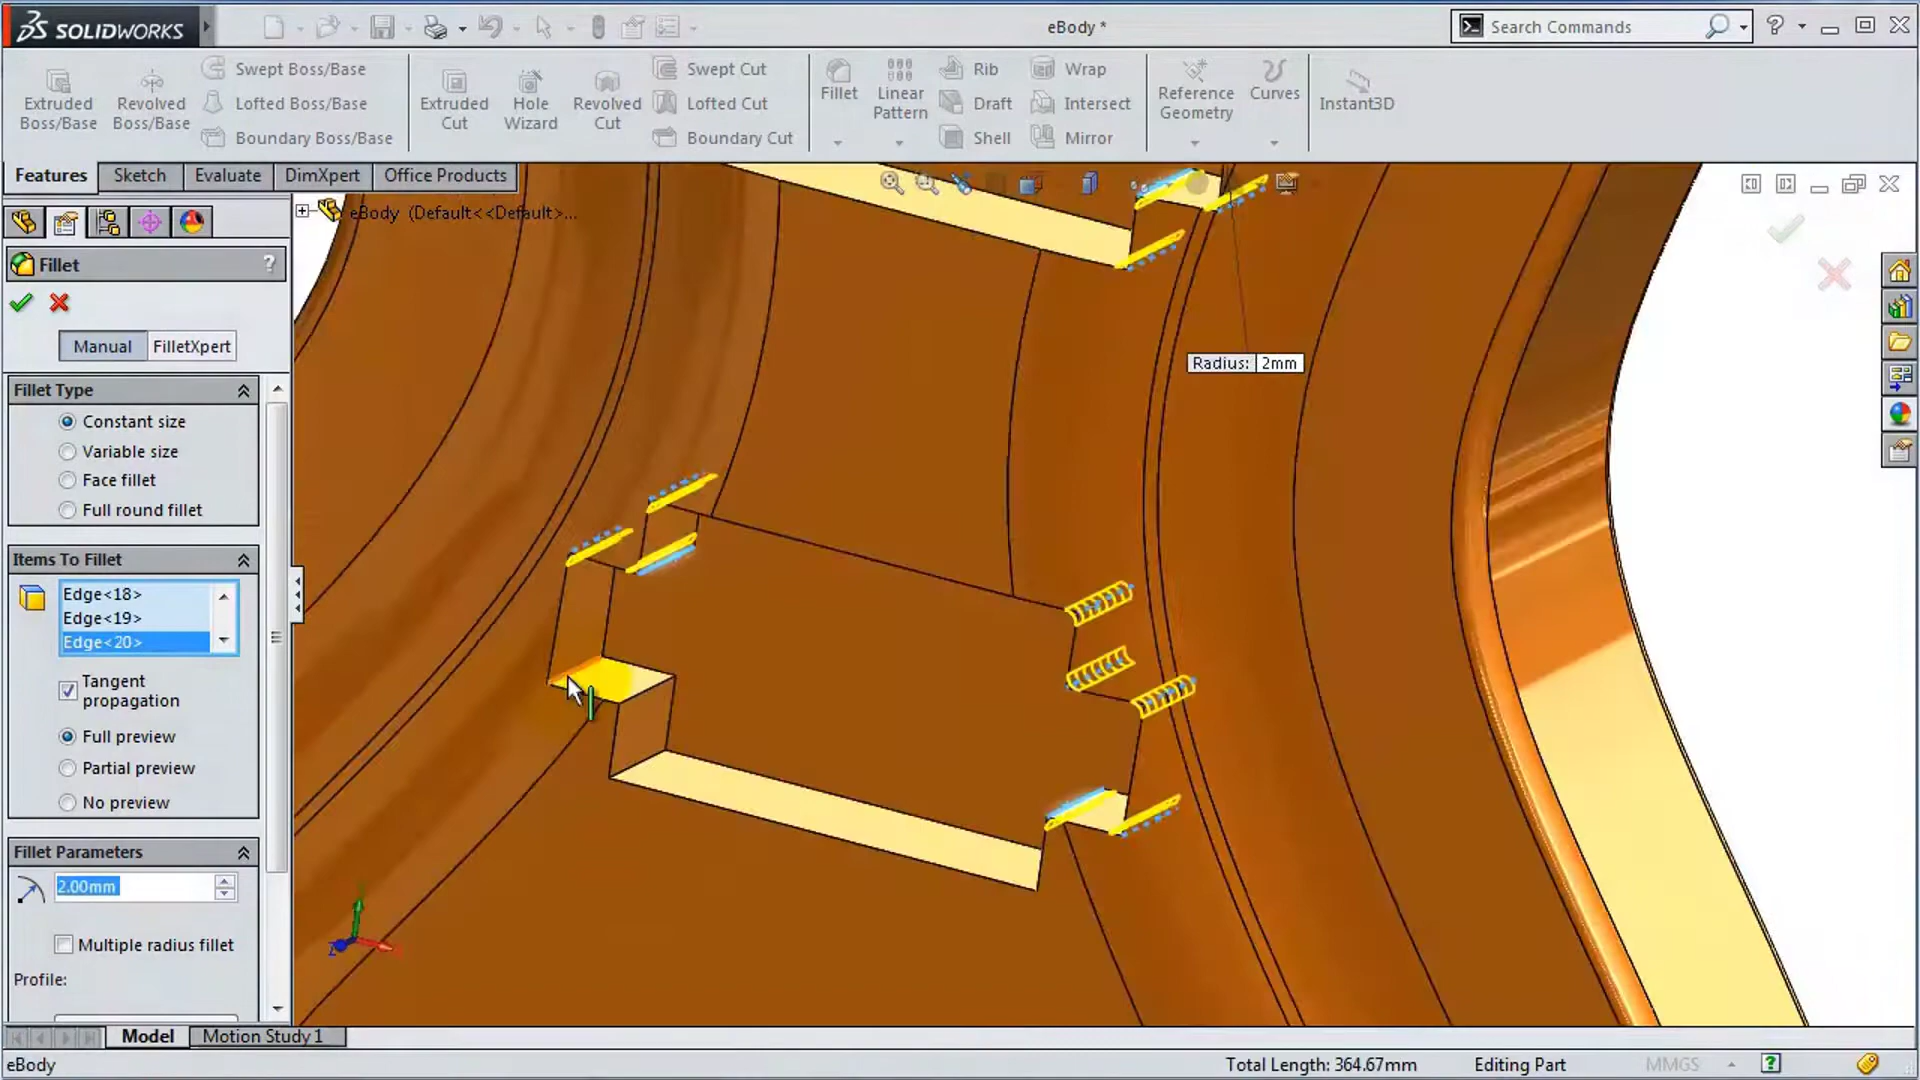 SOLIDWORKS
eBody *
Search Commands
Extruded Boss/Base
Revolved Boss/Base
Swept Boss/Base
Lofted Boss/Base
Boundary Boss/Base
Extruded Cut
Hole Wizard
Revolved Cut
Swept Cut
Lofted Cut
Boundary Cut
Fillet
Linear Pattern
Rib
Draft
Shell
Wrap
Intersect
Mirror
Reference Geometry
Curves
Instant3D
Features
Sketch
Evaluate
DimXpert
Office Products
eBody (Default<<Default>...
Fillet
?
Manual
FilletXpert
Fillet Type
Constant size
Variable size
Face fillet
Full round fillet
Items To Fillet
Edge<18>
Edge<19>
Edge<20>
Tangent
propagation
Full preview
Partial preview
No preview
Fillet Parameters
2.00mm
Multiple radius fillet
Profile:
Radius: 2mm
Model
Motion Study 1
eBody
Total Length: 364.67mm
Editing Part
MMGS
?